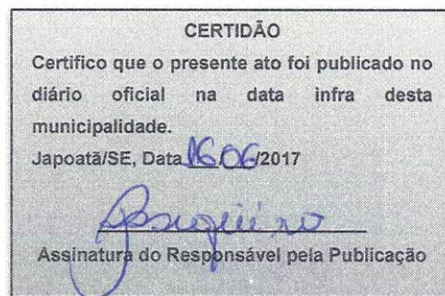 CERTIDÃO
Certifico que o presente ato foi publicado no
diário oficial na data infra desta
municipalidade.
Japoatã/SE, Data 16/06/2017
Assinatura do Responsável pela Publicação